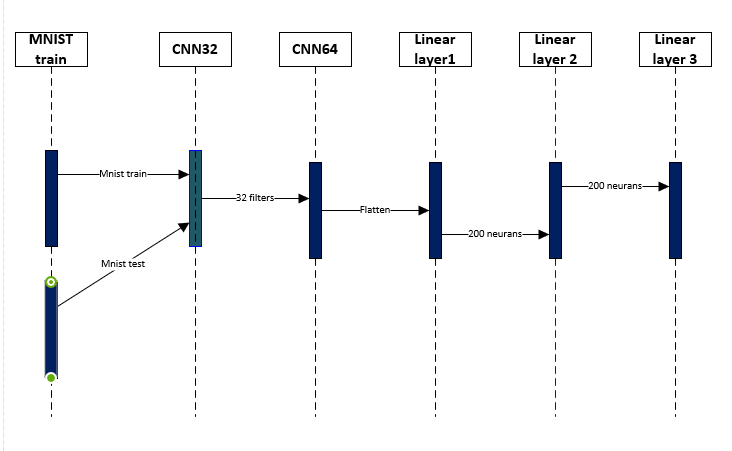 MNIST
train
CNN32
CNN64
Linear
layer1
Linear
layer 2
Linear
layer 3
Mnist train
32 filters
Flatten
200 neurans
200 neurans
Mnist test